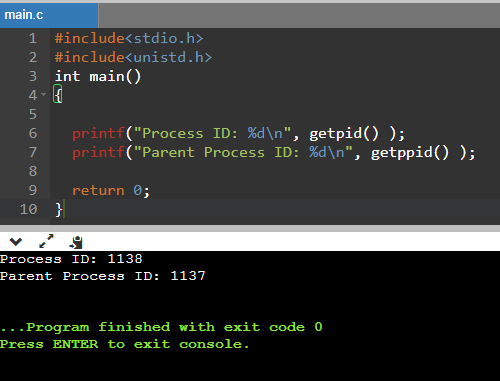 main.c
1 #include<stdio.h>
2 #include<unistd.h>
3 int main()
4 {
5
6 printf("Process ID: %d\n", getpid() );
7 printf("Parent Process ID: %d\n", getppid() );
8
9 return 0;
10 }
Process ID: 1138
Parent Process ID: 1137
...Program finished with exit code 0
Press ENTER to exit console.